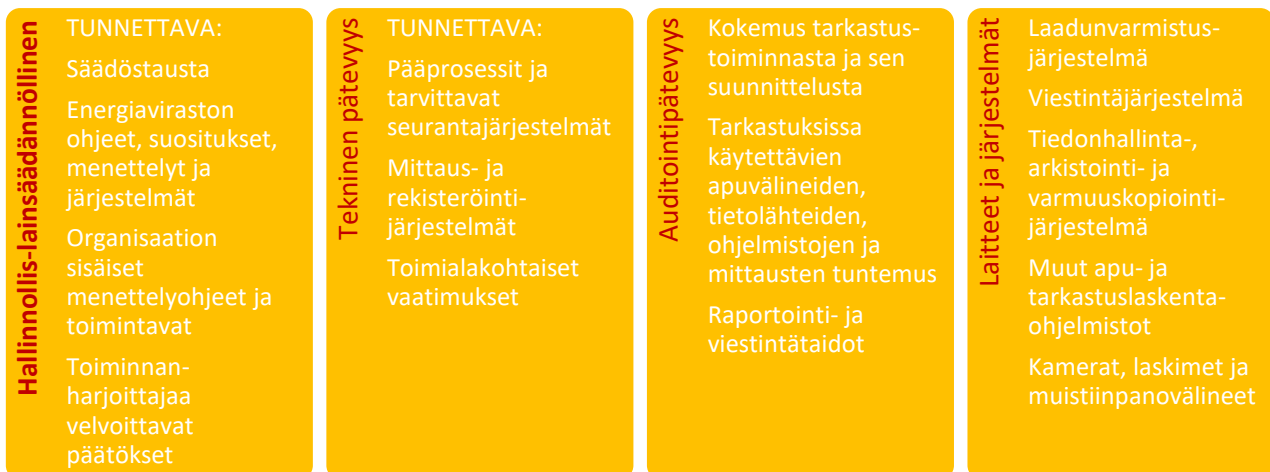 Hallinnollis-lainsäädännöllinen
TUNNETTAVA:
Säädöstausta
Energiaviraston
ohjeet, suositukset,
menettelyt ja
järjestelmät
Organisaation
sisäiset
menettelyohjeet ja
toimintavat
Toiminnan-
harjoittajaa
velvoittavat
päätökset
Tekninen pätevyys
TUNNETTAVA:
Pääprosessit ja
tarvittavat
seurantajärjestelmät
Mittaus- ja
rekisteröinti-
järjestelmät
Toimialakohtaiset
vaatimukset
Auditointipätevyys
Kokemus tarkastus-
toiminnasta ja sen
suunnittelusta
Tarkastuksissa
käytettävien
apuvälineiden,
tietolähteiden,
ohjelmistojen ja
mittausten tuntemus
Raportointi- ja
viestintätaidot
Laitteet ja järjestelmät
Laadunvarmistus-
järjestelmä
Viestintäjärjestelmä
Tiedonhallinta-,
arkistointi- ja
varmuuskopiointi-
järjestelmä
Muut apu- ja
tarkastuslaskenta-
ohjelmistot
Kamerat, laskimet ja
muistiinpanovälineet